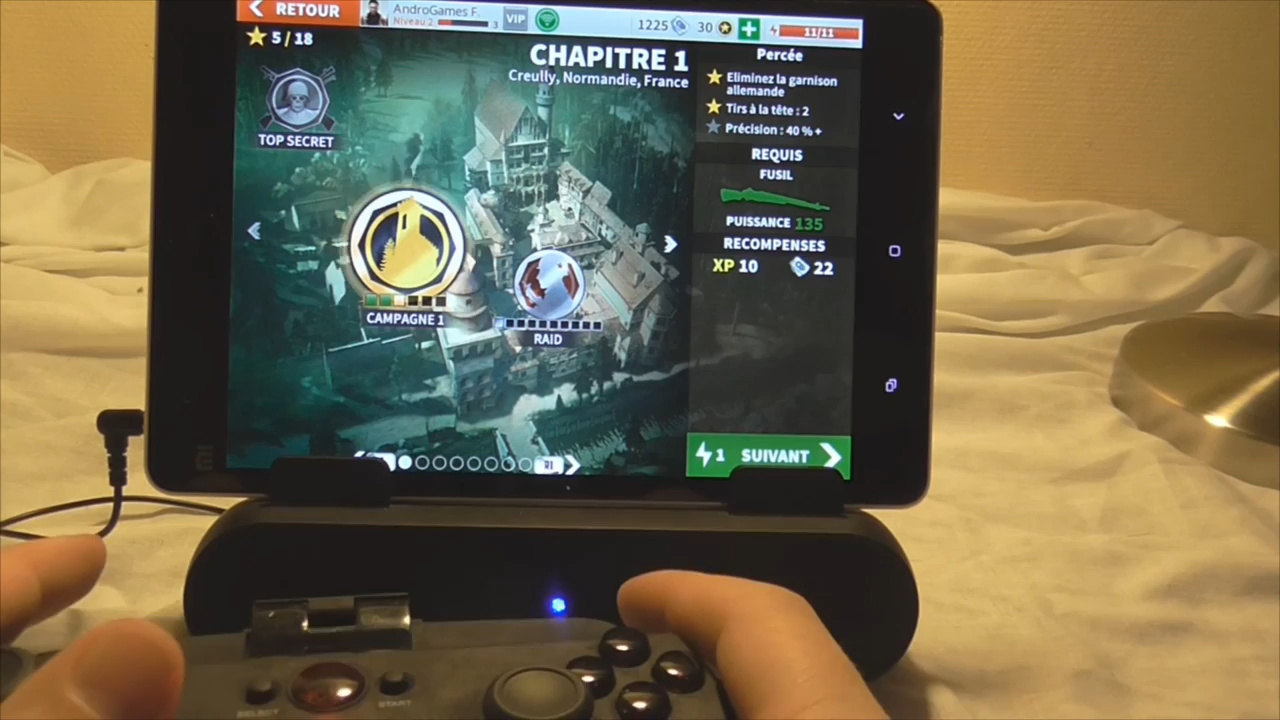 RETOUR
AndroGames F.
Niveau 2
3
VIP
1225
30
11/11
5 / 18
CHAPITRE 1
Creully, Normandie, France
TOP SECRET
CAMPAGNE 1
RAID
Percée
Eliminez la garnison
allemande
Tirs à la tête : 2
Précision : 40 % +
REQUIS
FUSIL
PUISSANCE 135
RECOMPENSES
XP 10
22
1 SUIVANT
R1
SELECT
START